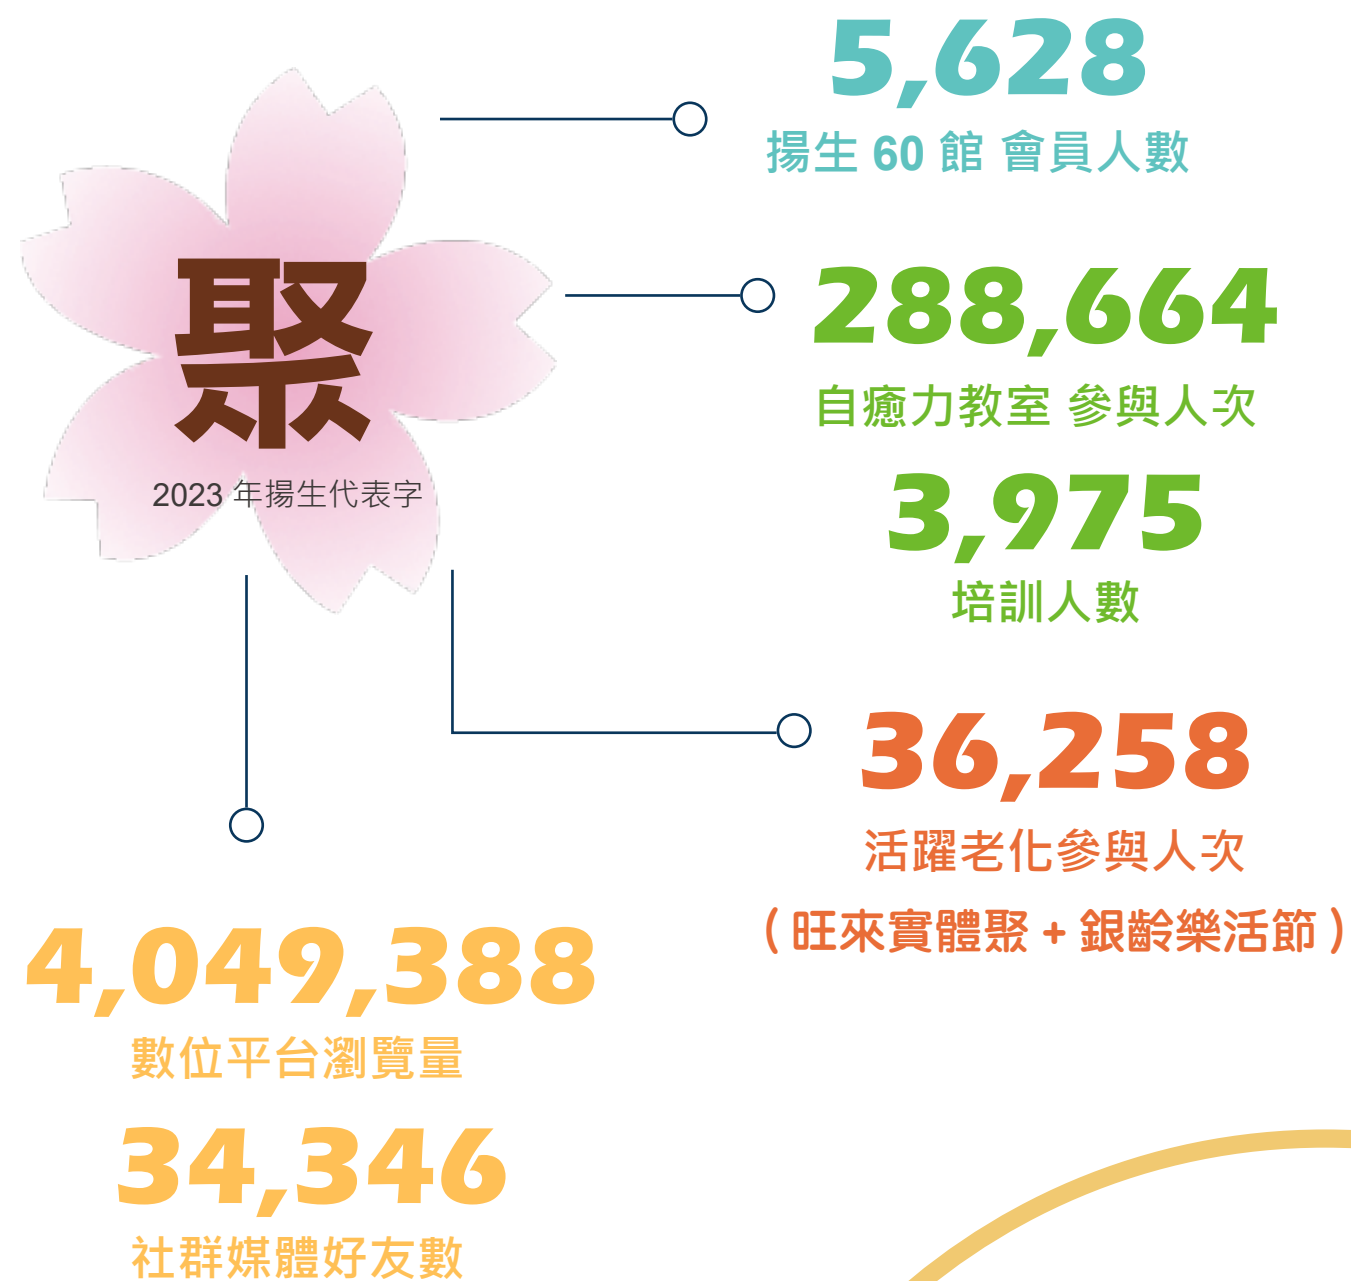 聚
2023 年揚生代表字
5,628
揚生 60 館 會員人數
288,664
自癒力教室 參與人次
3,975
培訓人數
36,258
活躍老化參與人次
( 旺來實體聚 + 銀齡樂活節 )
4,049,388
數位平台瀏覽量
34,346
社群媒體好友數